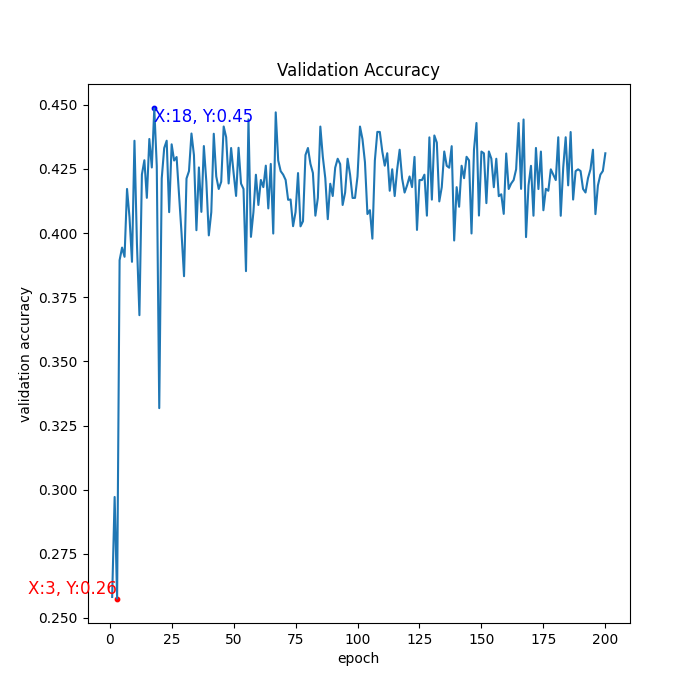 Validation Accuracy
0.450
X:18, Y:0.45
0.425
0.400
0.375
0.350
validation accuracy
0.325
0.300
0.275
X:3, Y:0.26
0.250
0 25 50 75 100 125 150 175 200
epoch